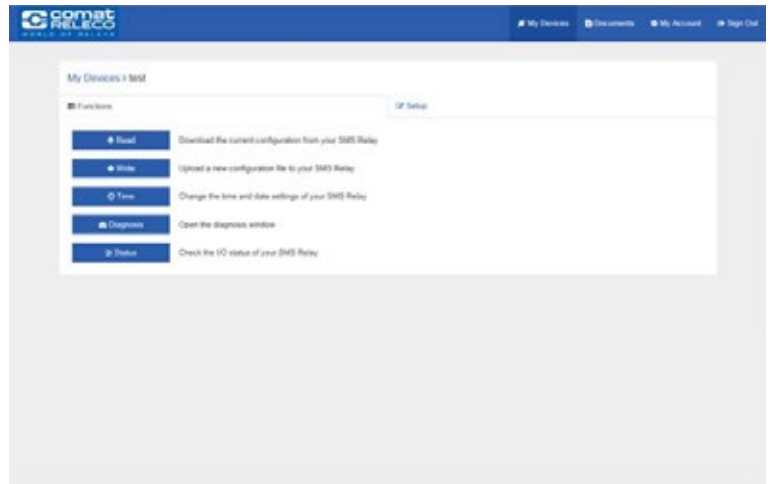 comat
RELECO
WORLD OF RELAYS
My Devices Documents My Account Sign Out
My Devices › test
Functions Setup
Read Download the current configuration from your SMS Relay
Write Upload a new configuration file to your SMS Relay
Time Change the time and date settings of your SMS Relay
Diagnosis Open the diagnosis window
Status Check the I/O status of your SMS Relay